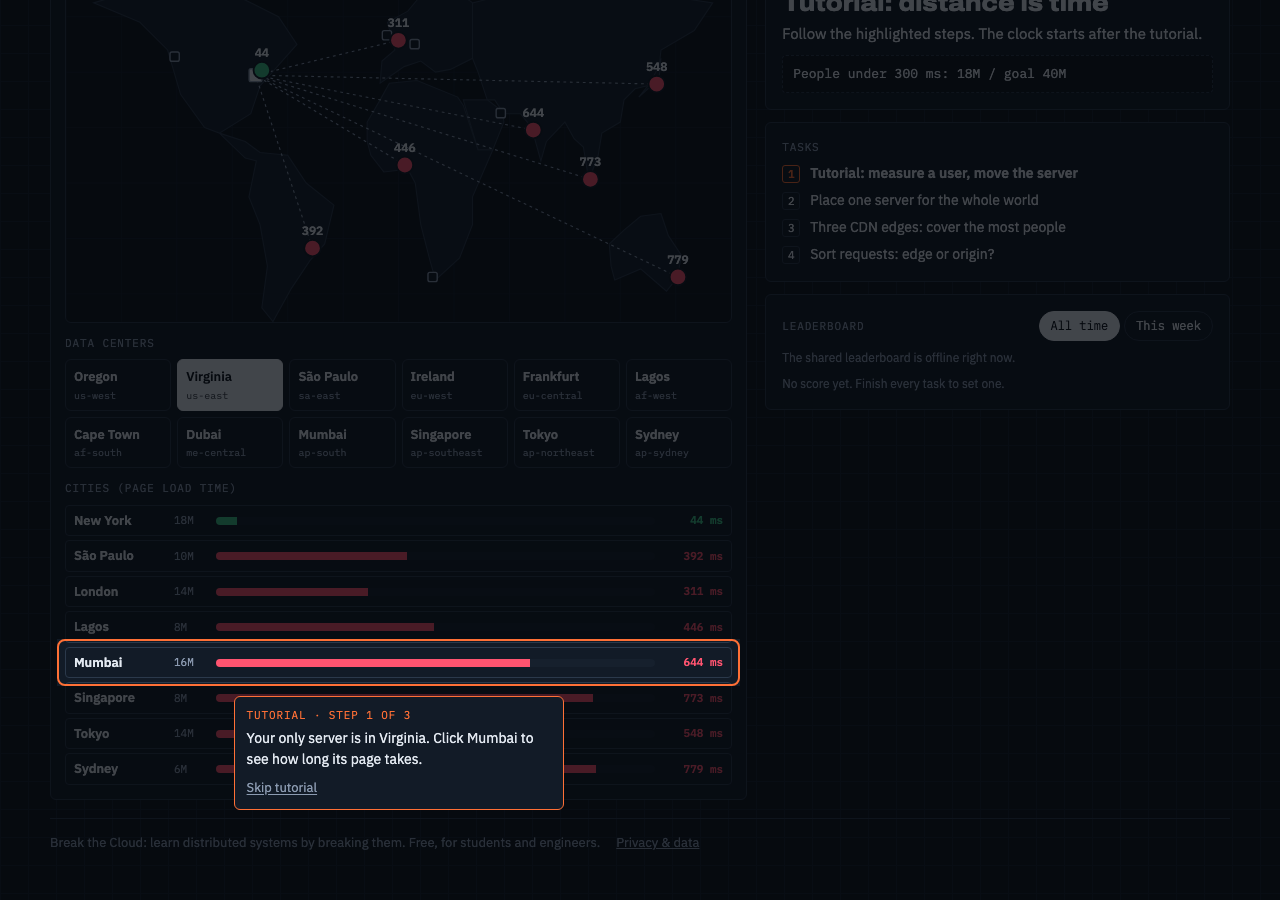 Tutorial: distance is time
Follow the highlighted steps. The clock starts after the tutorial.
People under 300 ms: 18M / goal 40M
311
44
548
644
446
773
392
779
TASKS
1 Tutorial: measure a user, move the server
2 Place one server for the whole world
3 Three CDN edges: cover the most people
4 Sort requests: edge or origin?
LEADERBOARD
All time
This week
The shared leaderboard is offline right now.
No score yet. Finish every task to set one.
DATA CENTERS
Oregon
us-west
Virginia
us-east
São Paulo
sa-east
Ireland
eu-west
Frankfurt
eu-central
Lagos
af-west
Cape Town
af-south
Dubai
me-central
Mumbai
ap-south
Singapore
ap-southeast
Tokyo
ap-northeast
Sydney
ap-sydney
CITIES (PAGE LOAD TIME)
New York 18M 44 ms
São Paulo 10M 392 ms
London 14M 311 ms
Lagos 8M 446 ms
Mumbai 16M 644 ms
Singapore 8M 773 ms
Tokyo 14M 548 ms
Sydney 6M 779 ms
TUTORIAL · STEP 1 OF 3
Your only server is in Virginia. Click Mumbai to
see how long its page takes.
Skip tutorial
Break the Cloud: learn distributed systems by breaking them. Free, for students and engineers. Privacy & data